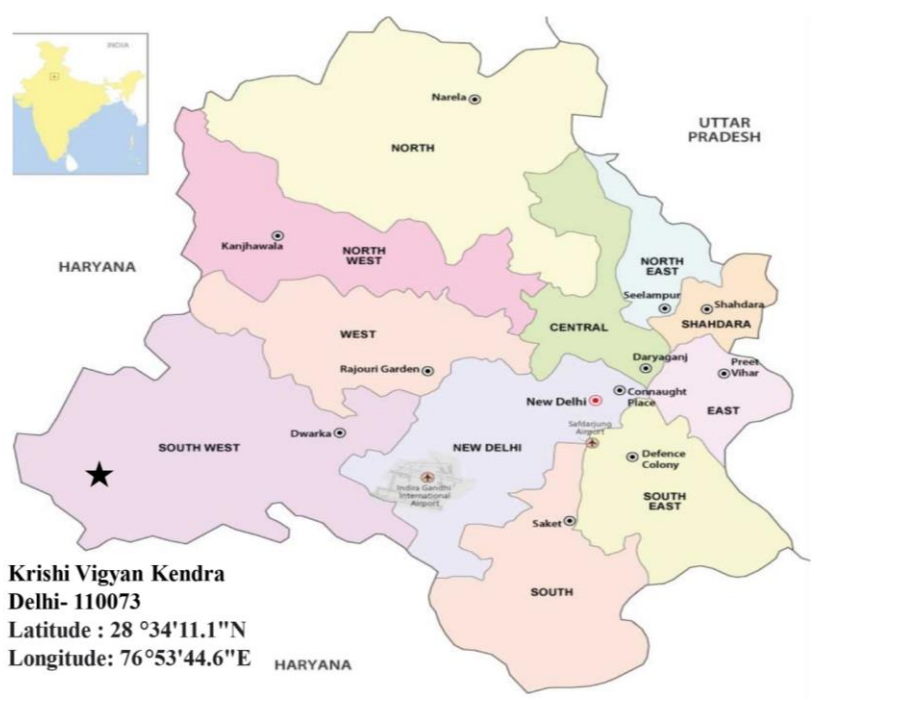 INDIA
Narela
NORTH
UTTAR
PRADESH
Kanjhawala
NORTH
WEST
HARYANA
NORTH
EAST
Seelampur
Shahdara
SHAHDARA
CENTRAL
WEST
Rajouri Garden
Daryaganj
Preet
Vihar
Connaught
Place
New Delhi
EAST
Safdarjung
Airport
Dwarka
SOUTH WEST
NEW DELHI
Defence
Colony
Indira Gandhi
International
Airport
SOUTH
EAST
Saket
SOUTH
Krishi Vigyan Kendra
Delhi- 110073
Latitude : 28 °34'11.1"N
Longitude: 76°53'44.6"E
HARYANA